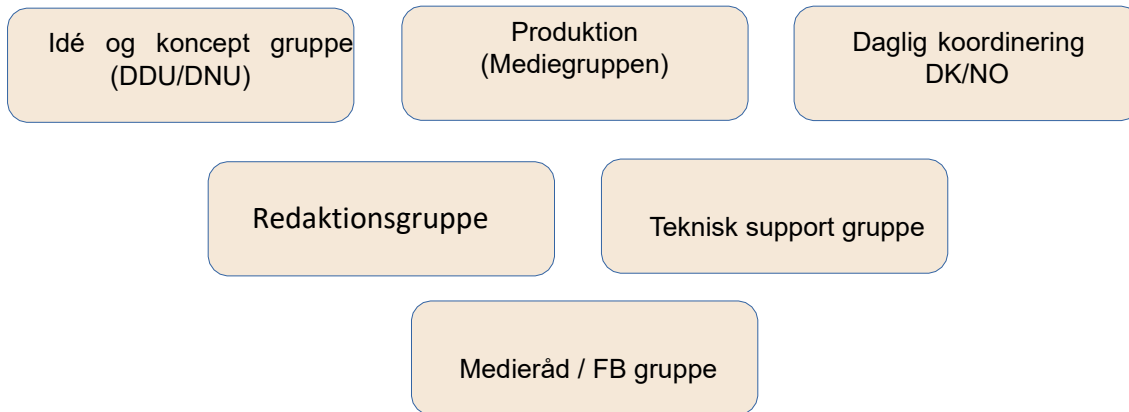 Idé og koncept gruppe
(DDU/DNU)
Produktion
(Mediegruppen)
Daglig koordinering
DK/NO
Redaktionsgruppe
Teknisk support gruppe
Medieråd / FB gruppe